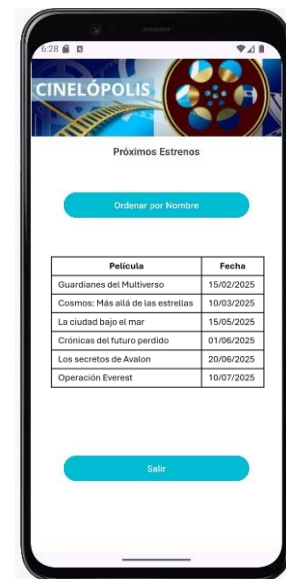 6:28
CINELÓPOLIS
Próximos Estrenos
Ordenar por Nombre
Película Fecha
Guardianes del Multiverso 15/02/2025
Cosmos: Más allá de las estrellas 10/03/2025
La ciudad bajo el mar 15/05/2025
Crónicas del futuro perdido 01/06/2025
Los secretos de Avalon 20/06/2025
Operación Everest 10/07/2025
Salir